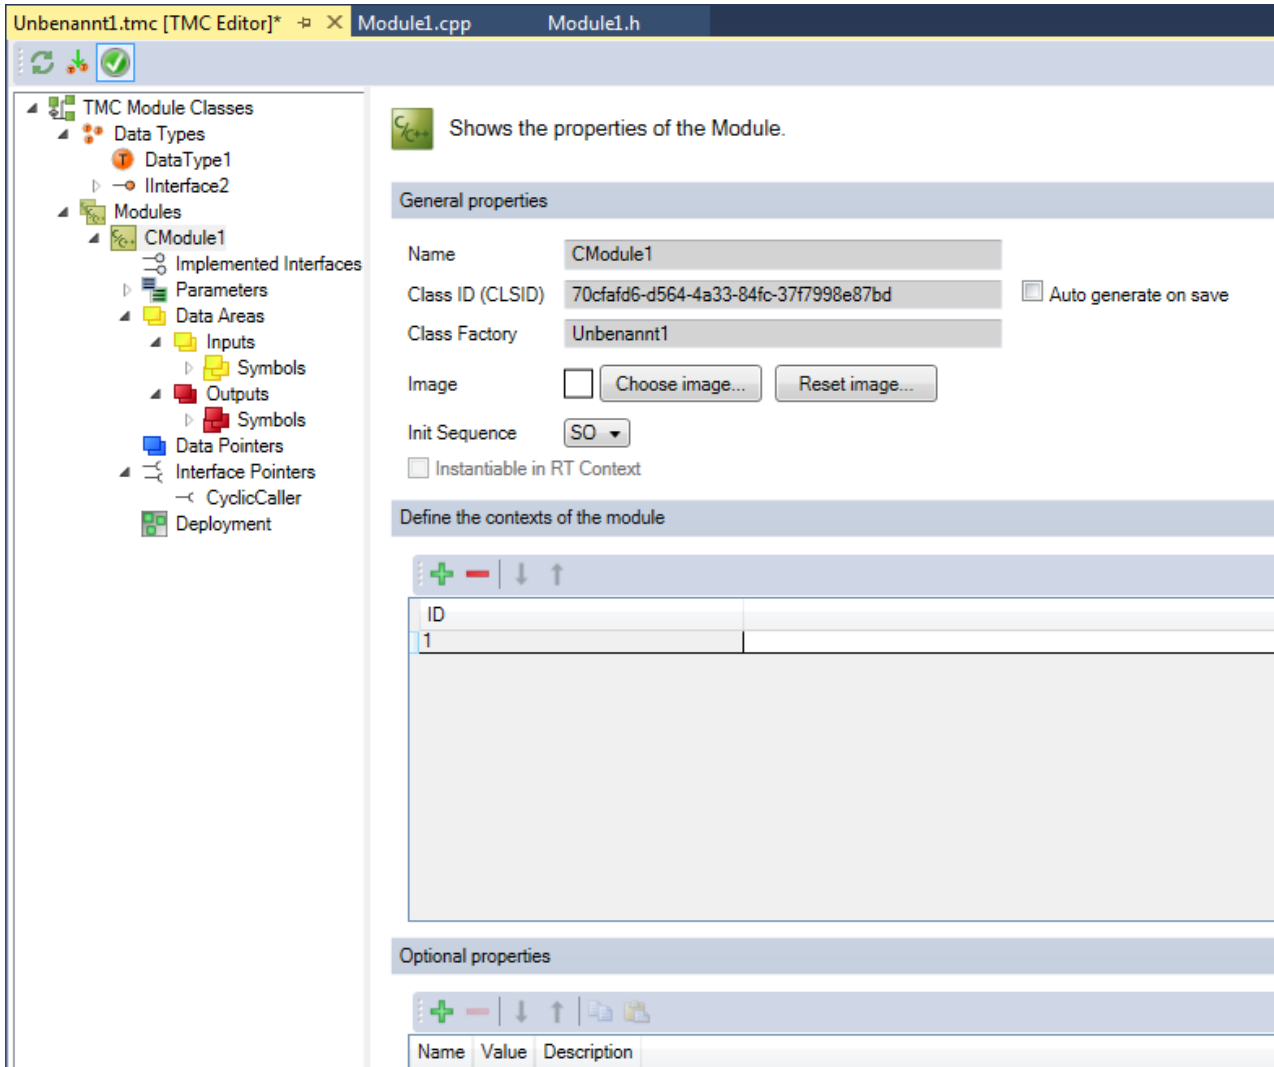 Unbenannt1.tmc [TMC Editor]* Module1.cpp Module1.h
TMC Module Classes
Data Types
DataType1
IInterface2
Modules
CModule1
Implemented Interfaces
Parameters
Data Areas
Inputs
Symbols
Outputs
Symbols
Data Pointers
Interface Pointers
CyclicCaller
Deployment
Shows the properties of the Module.
General properties
Name CModule1
Class ID (CLSID) 70cfafd6-d564-4a33-84fc-37f7998e87bd Auto generate on save
Class Factory Unbenannt1
Image Choose image... Reset image...
Init Sequence SO
Instantiable in RT Context
Define the contexts of the module
ID
1
Optional properties
Name Value Description